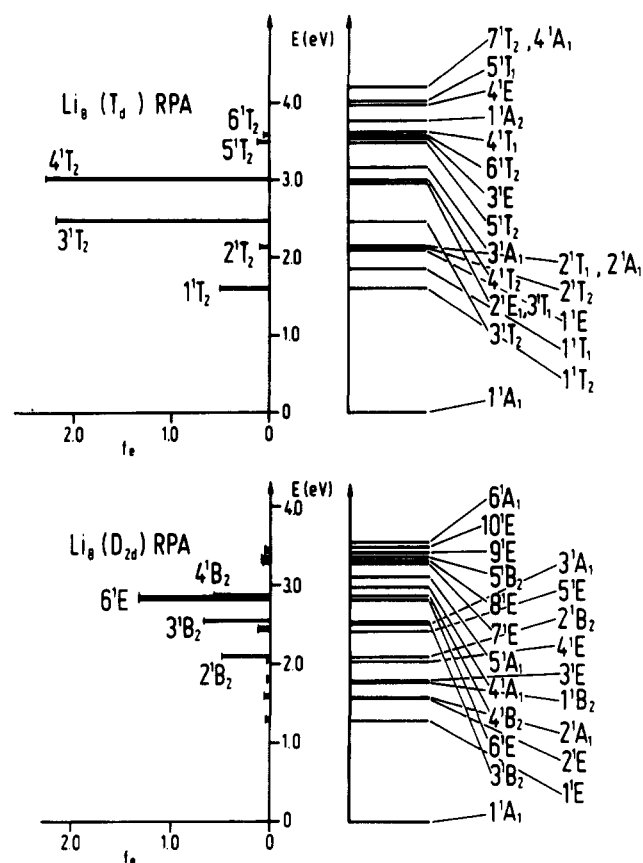 E (eV)
Li₈ (T_d) RPA
4.0
3.0
2.0
1.0
0
6¹T₂
5¹T₂
4¹T₂
3¹T₂
2¹T₂
1¹T₂
2.0 1.0 0
fₑ
7¹T₂ , 4¹A₁
5¹T₁
4¹E
1¹A₂
4¹T₁
6¹T₂
3¹E
5¹T₂
3¹A₁
4¹T₂
2¹E₁,3¹T₁
3¹T₂
2¹T₁ , 2¹A₁
2¹T₂
1¹E
1¹T₁
1¹T₂
1¹A₁
E (eV)
Li₈ (D₂d) RPA
4.0
3.0
2.0
1.0
0
4¹B₂
6¹E
3¹B₂
2¹B₂
2.0 1.0 0
fₑ
6¹A₁
10¹E
9¹E
5¹B₂
8¹E
7¹E
5¹A₁
4¹A₁
4¹B₂
6¹E
3¹B₂
3¹A₁
5¹E
2¹B₂
4¹E
3¹E
1¹B₂
2¹A₁
2¹E
1¹E
1¹A₁